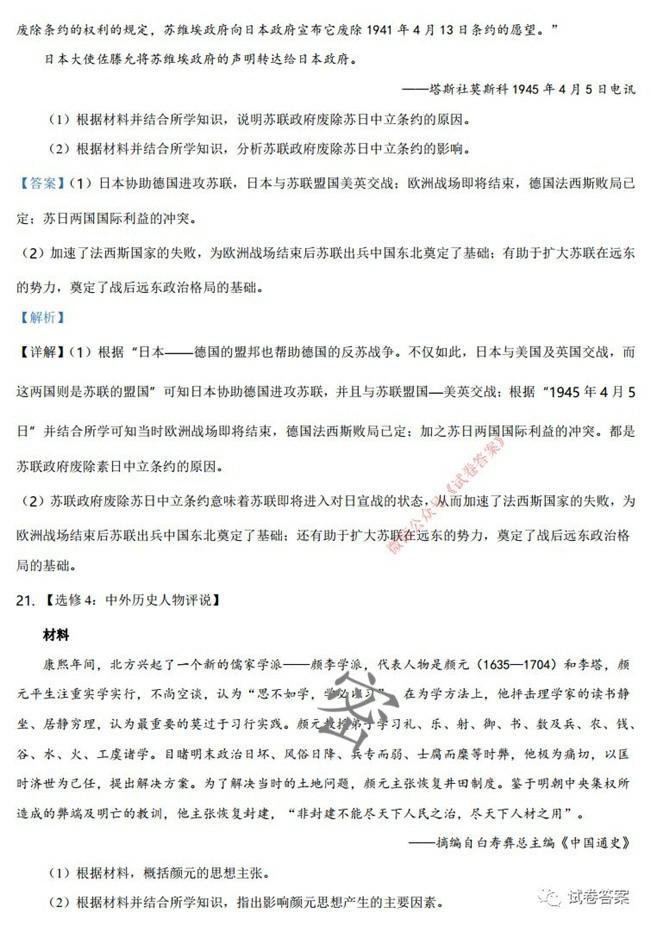 废除条约的权利的规定，苏维埃政府向日本政府宣布它废除 1941 年 4 月 13 日条约的愿望。”
日本大使佐藤允将苏维埃政府的声明转达给日本政府。
——塔斯社莫斯科 1945 年 4 月 5 日电讯
（1）根据材料并结合所学知识，说明苏联政府废除苏日中立条约的原因。
（2）根据材料并结合所学知识，分析苏联政府废除苏日中立条约的影响。
【答案】（1）日本协助德国进攻苏联，日本与苏联盟国美英交战；欧洲战场即将结束，德国法西斯败局已
定；苏日两国国际利益的冲突。
（2）加速了法西斯国家的失败，为欧洲战场结束后苏联出兵中国东北奠定了基础；有助于扩大苏联在远东
的势力，奠定了战后远东政治格局的基础。
【解析】
【详解】（1）根据“日本——德国的盟邦也帮助德国的反苏战争。不仅如此，日本与美国及英国交战，而
这两国则是苏联的盟国”可知日本协助德国进攻苏联，并且与苏联盟国—美英交战；根据“1945 年 4 月 5
日”并结合所学可知当时欧洲战场即将结束，德国法西斯败局已定；加之苏日两国国际利益的冲突。都是
苏联政府废除素日中立条约的原因。
（2）苏联政府废除苏日中立条约意味着苏联即将进入对日宣战的状态，从而加速了法西斯国家的失败，为
欧洲战场结束后苏联出兵中国东北奠定了基础；还有助于扩大苏联在远东的势力，奠定了战后远东政治格
局的基础。
微信公众号《试卷答案》
21. 【选修 4：中外历史人物评说】
材料
康熙年间，北方兴起了一个新的儒家学派——颜李学派，代表人物是颜元（1635—1704）和李塨，颜
元平生注重实学实行，不尚空谈，认为“思不如学，学必以习”。在为学方法上，他抨击理学家的读书静
坐、居静穷理，认为最重要的莫过于习行实践。颜元教授弟子学习礼、乐、射、御、书、数及兵、农、钱、
谷、水、火、工虞诸学。目睹明末政治日坏、风俗日降、兵专而弱、士腐而靡等时弊，他极为痛切，以匡
时济世为己任，提出解决方案。为了解决当时的土地问题，颜元主张恢复井田制度。鉴于明朝中央集权所
造成的弊端及明亡的教训，他主张恢复封建，“非封建不能尽天下人民之治，尽天下人材之用”。
——摘编自白寿彝总主编《中国通史》
（1）根据材料，概括颜元的思想主张。
（2）根据材料并结合所学知识，指出影响颜元思想产生的主要因素。
密
试卷答案